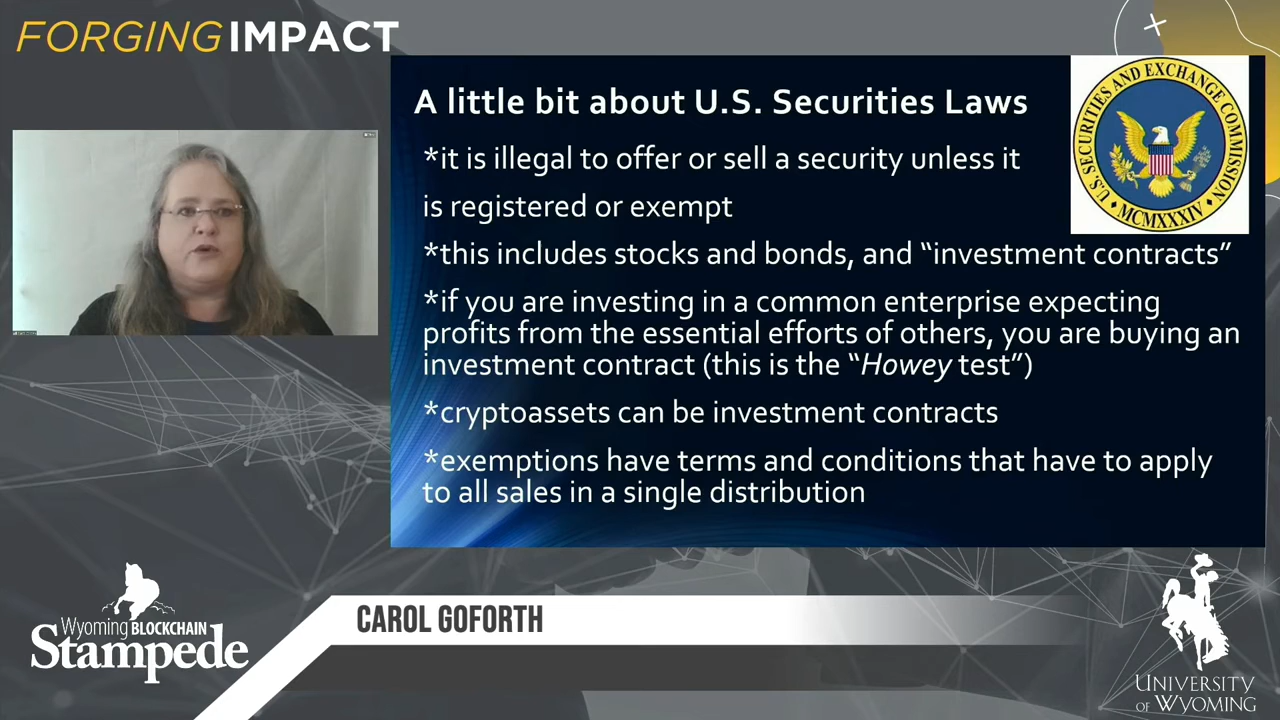 FORGING IMPACT
A little bit about U.S. Securities Laws
*it is illegal to offer or sell a security unless it
is registered or exempt
*this includes stocks and bonds, and “investment contracts”
*if you are investing in a common enterprise expecting
profits from the essential efforts of others, you are buying an
investment contract (this is the “Howey test”)
*cryptoassets can be investment contracts
*exemptions have terms and conditions that have to apply
to all sales in a single distribution
U.S. SECURITIES AND EXCHANGE COMMISSION
MCMXXXIV
CAROL GOFORTH
Wyoming BLOCKCHAIN
Stampede
UNIVERSITY
OF WYOMING